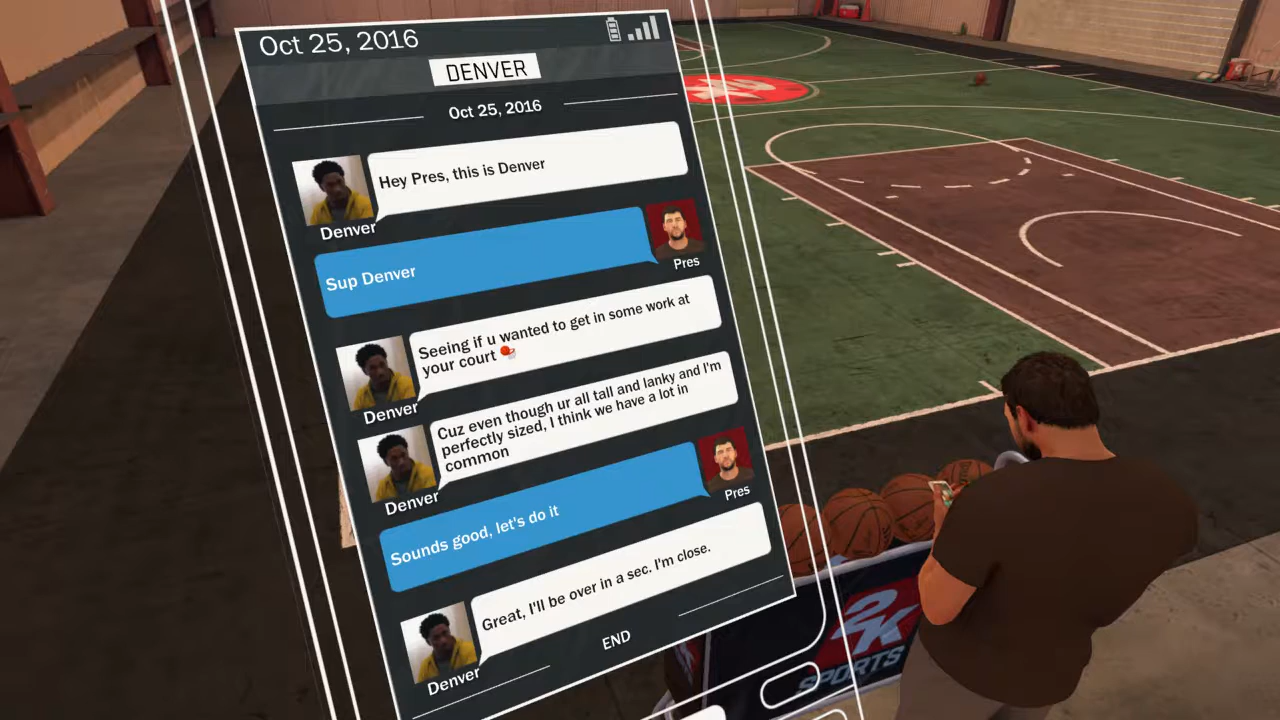 Oct 25, 2016
DENVER
Oct 25, 2016
Hey Pres, this is Denver
Denver
Sup Denver
Pres
Seeing if u wanted to get in some work at
your court
Denver
Cuz even though ur all tall and lanky and I'm
perfectly sized, I think we have a lot in
common
Denver
Sounds good, let's do it
Pres
Great, I'll be over in a sec. I'm close.
Denver
END
2K
SPORTS